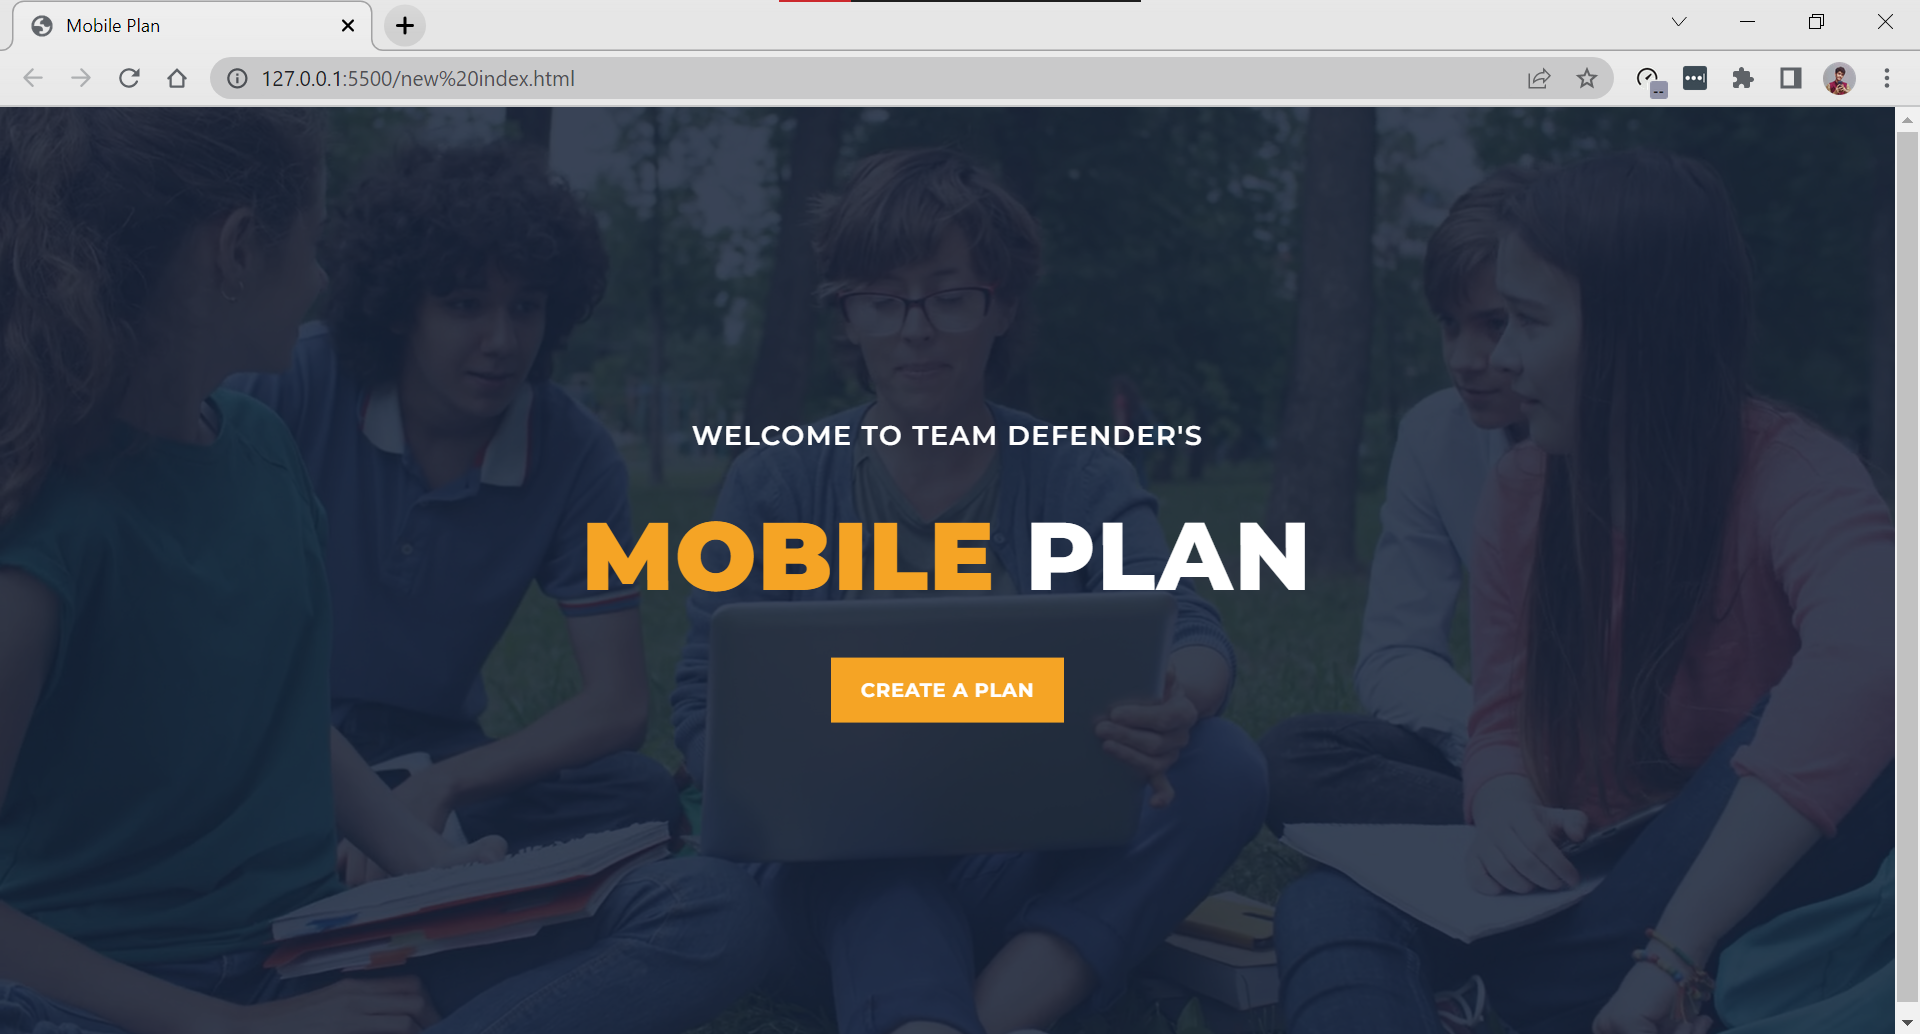 Mobile Plan
127.0.0.1:5500/new%20index.html
--
WELCOME TO TEAM DEFENDER'S
MOBILE PLAN
CREATE A PLAN